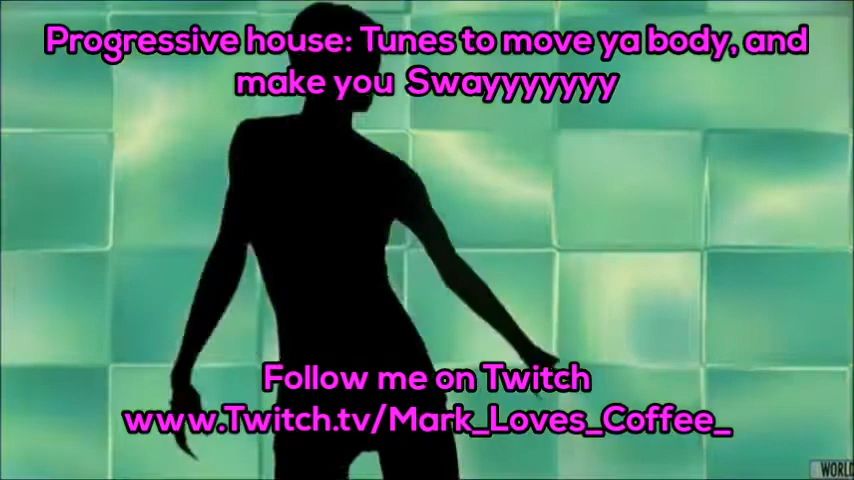 Progressive house: Tunes to move ya body, and
make you Swayyyyyyy
Follow me on Twitch
www.Twitch.tv/Mark_Loves_Coffee_
WORLD